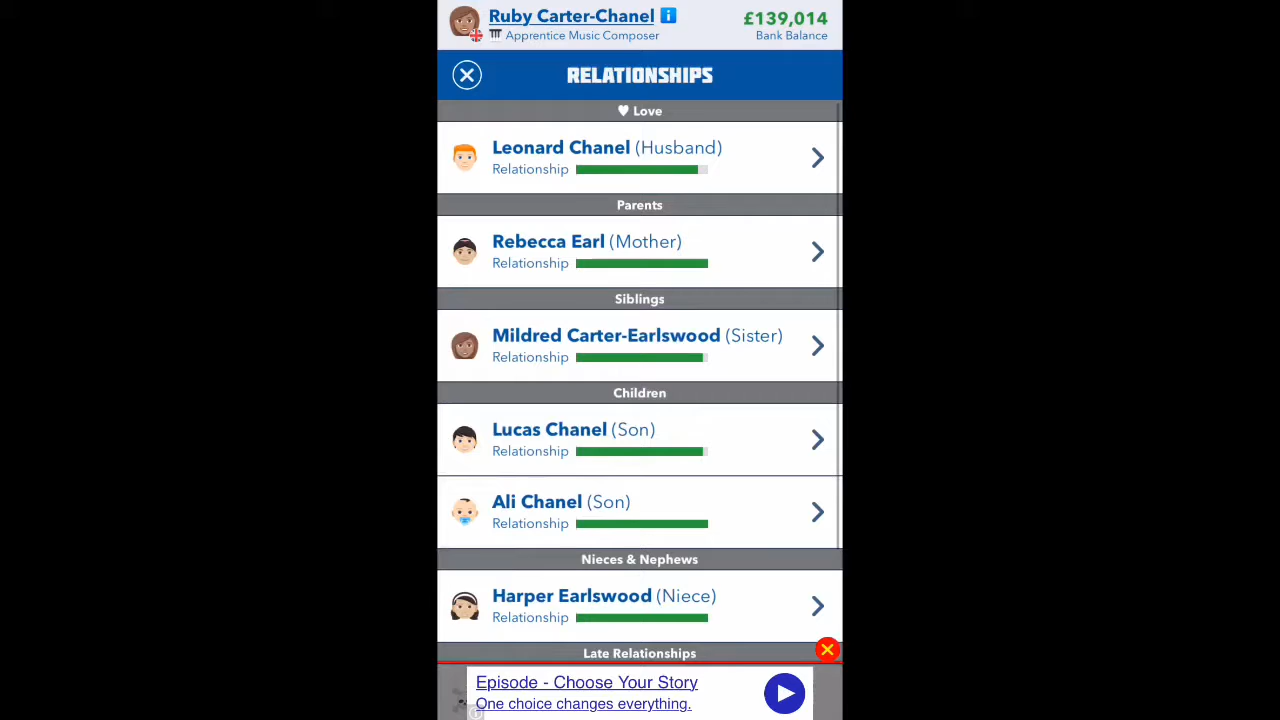 Ruby Carter-Chanel
£139,014
Apprentice Music Composer
Bank Balance
RELATIONSHIPS
Love
Leonard Chanel (Husband)
Relationship
Parents
Rebecca Earl (Mother)
Relationship
Siblings
Mildred Carter-Earlswood (Sister)
Relationship
Children
Lucas Chanel (Son)
Relationship
Ali Chanel (Son)
Relationship
Nieces & Nephews
Harper Earlswood (Niece)
Relationship
Late Relationships
Episode - Choose Your Story
One choice changes everything.